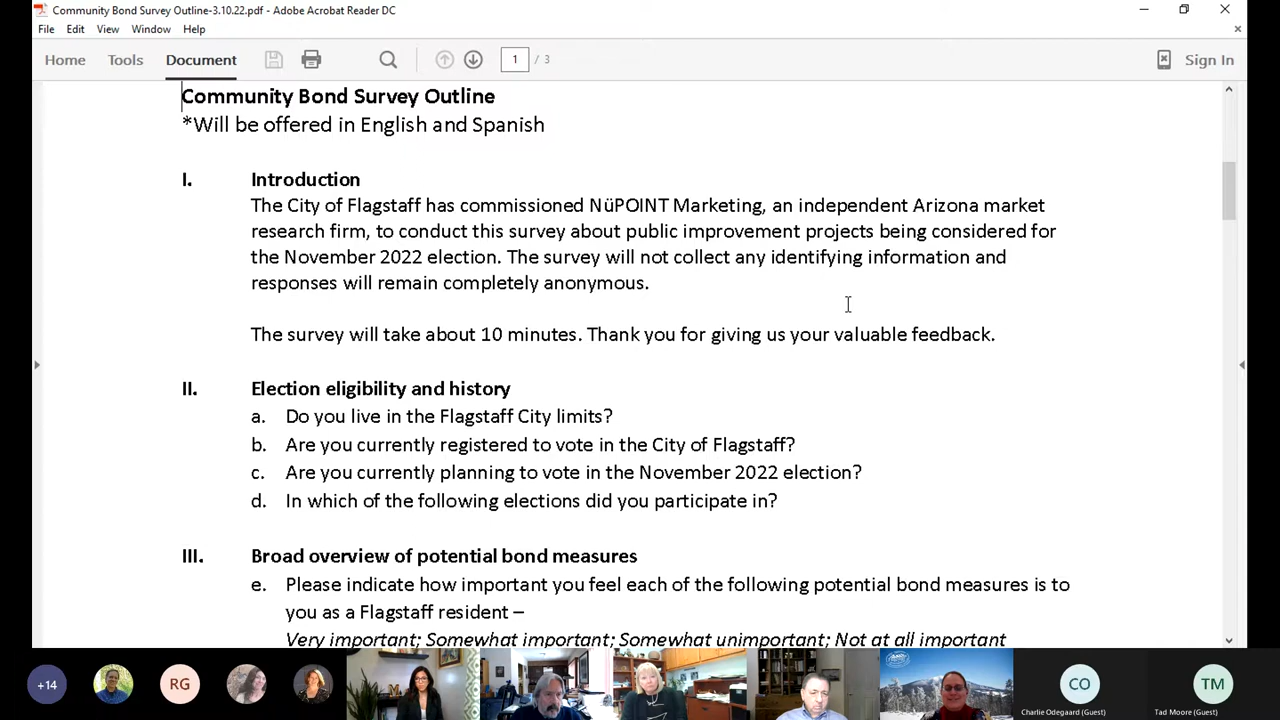 Community Bond Survey Outline-3.10.22.pdf - Adobe Acrobat Reader DC
File Edit View Window Help
Home Tools Document 1 / 3 Sign In
Community Bond Survey Outline
*Will be offered in English and Spanish
I. Introduction
The City of Flagstaff has commissioned NüPOINT Marketing, an independent Arizona market
research firm, to conduct this survey about public improvement projects being considered for
the November 2022 election. The survey will not collect any identifying information and
responses will remain completely anonymous.
The survey will take about 10 minutes. Thank you for giving us your valuable feedback.
II. Election eligibility and history
a. Do you live in the Flagstaff City limits?
b. Are you currently registered to vote in the City of Flagstaff?
c. Are you currently planning to vote in the November 2022 election?
d. In which of the following elections did you participate in?
III. Broad overview of potential bond measures
e. Please indicate how important you feel each of the following potential bond measures is to
you as a Flagstaff resident –
Very important; Somewhat important; Somewhat unimportant; Not at all important
+14 RG CO TM
Charlie Odegaard (Guest) Tad Moore (Guest)